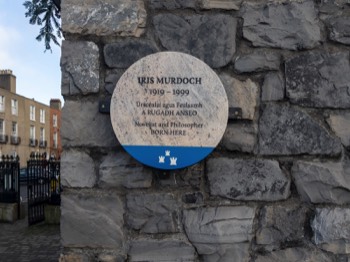 IRIS MURDOCH
1919 - 1999
Úrscéalaí agus Fealsamh
A RUGADH ANSEO
Novelist and Philosopher
BORN HERE